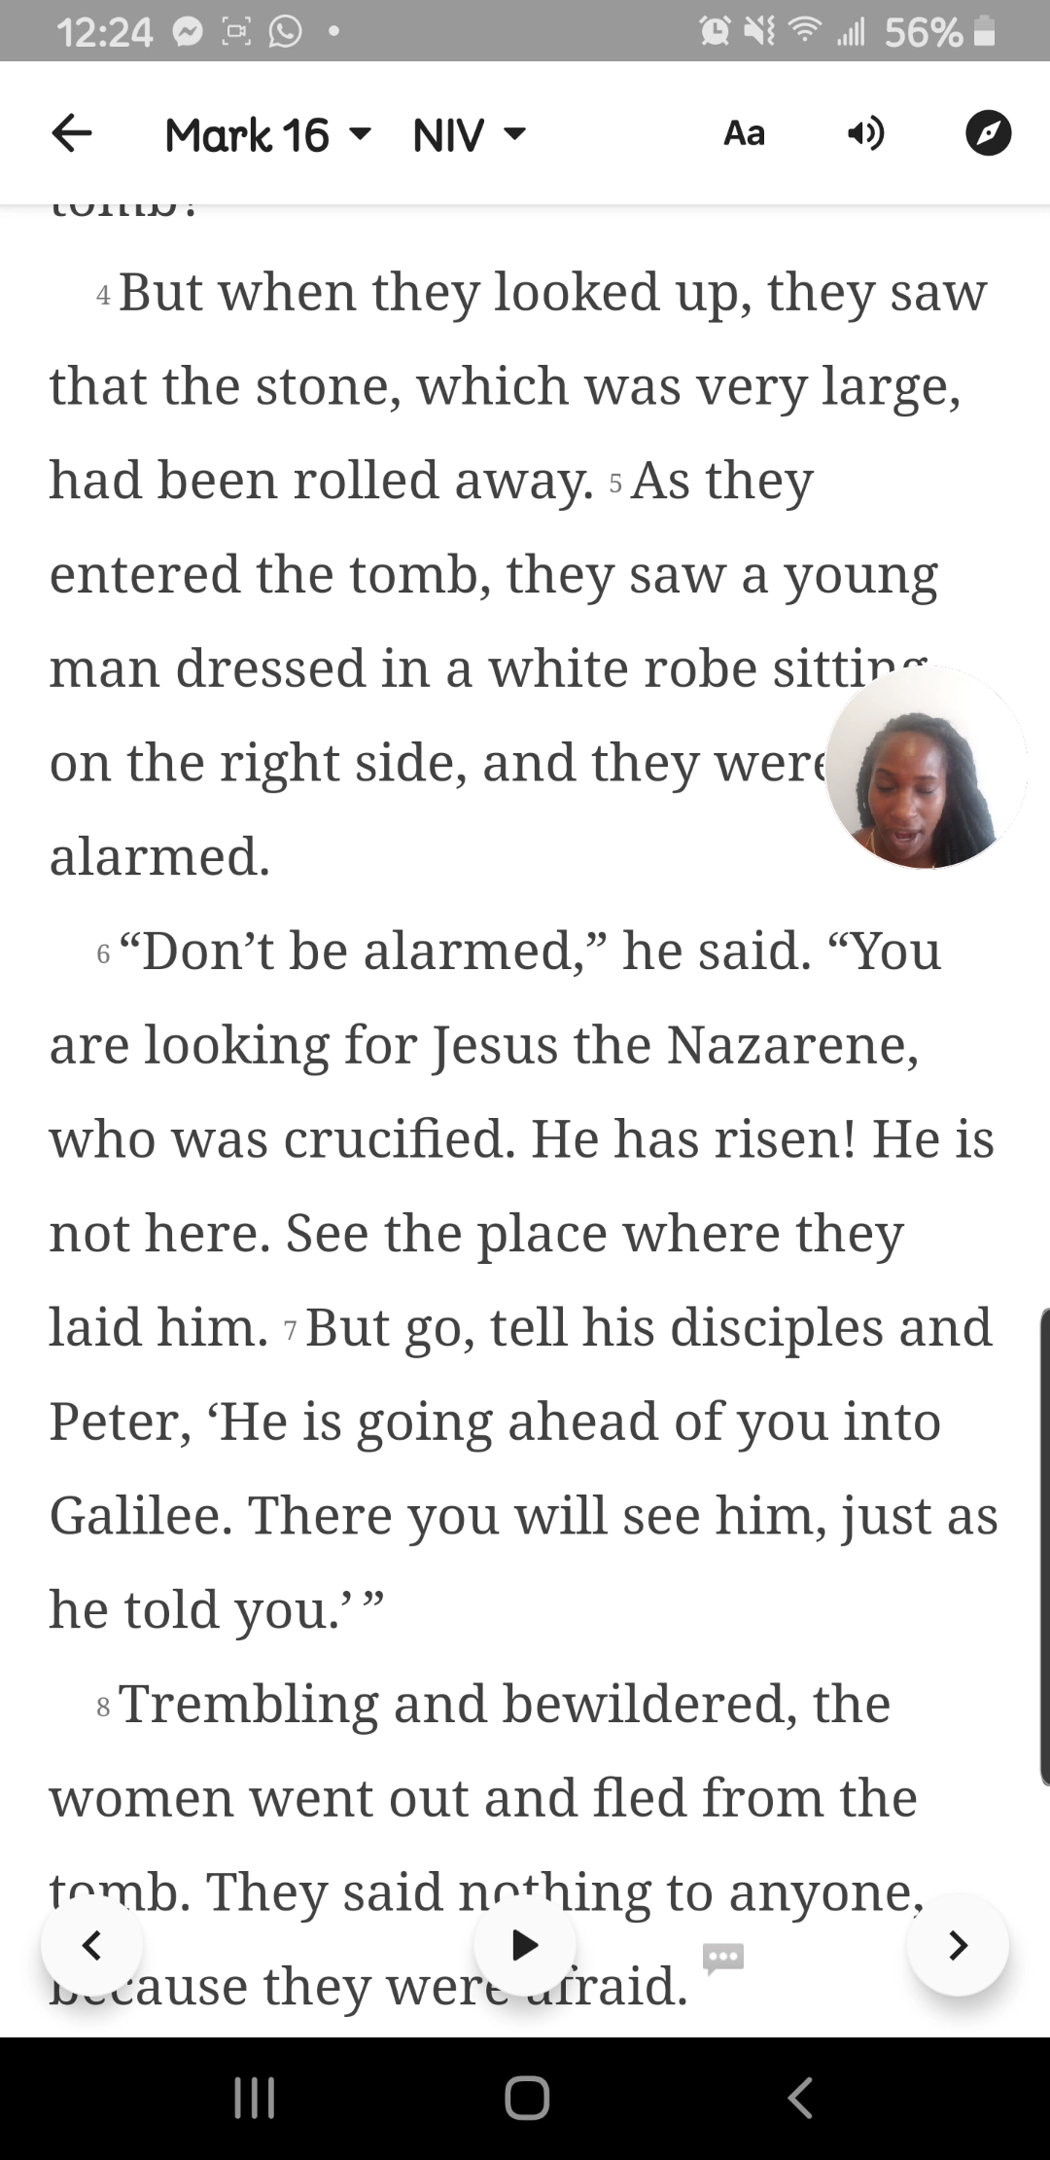 12:24 56%
Mark 16 NIV Aa
tomb?
4 But when they looked up, they saw
that the stone, which was very large,
had been rolled away. 5 As they
entered the tomb, they saw a young
man dressed in a white robe sitting
on the right side, and they were
alarmed.
6 “Don’t be alarmed,” he said. “You
are looking for Jesus the Nazarene,
who was crucified. He has risen! He is
not here. See the place where they
laid him. 7 But go, tell his disciples and
Peter, ‘He is going ahead of you into
Galilee. There you will see him, just as
he told you.’ ”
8 Trembling and bewildered, the
women went out and fled from the
tomb. They said nothing to anyone,
because they were afraid.